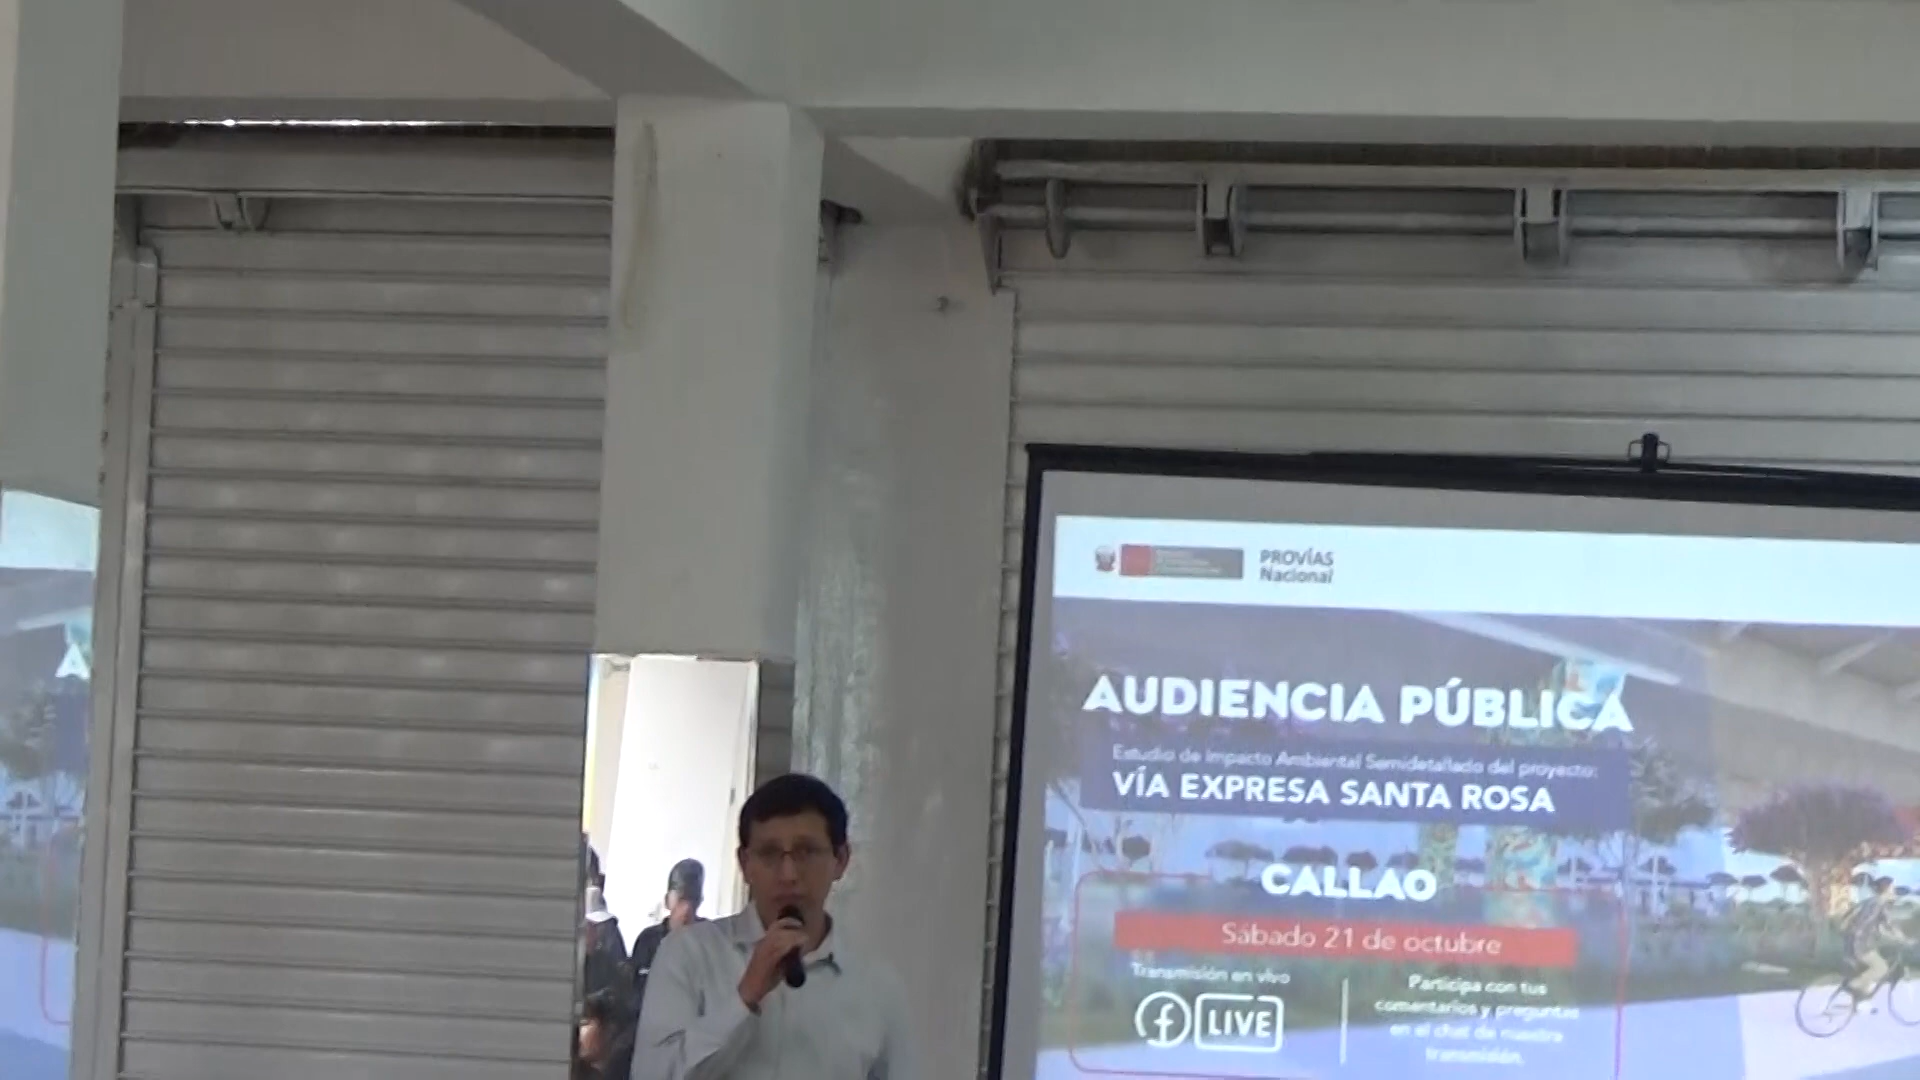 PROVÍAS
Nacional
AUDIENCIA PÚBLICA
Estudio de Impacto Ambiental Semidetallado del proyecto:
VÍA EXPRESA SANTA ROSA
CALLAO
Sábado 21 de octubre
Transmisión en vivo
LIVE
Participa con tus
comentarios y preguntas
en el chat de nuestra
transmisión.
A